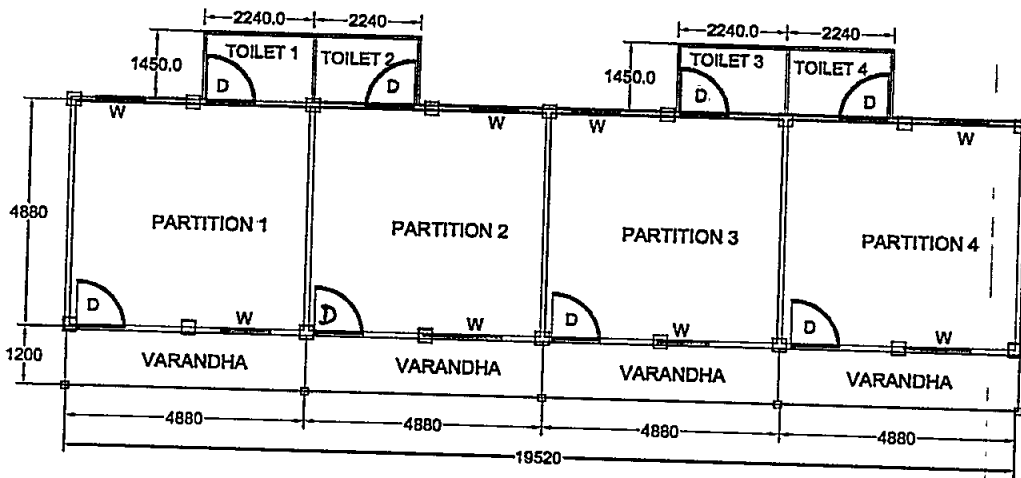 2240.0 2240 2240.0 2240
TOILET 1 TOILET 2 TOILET 3 TOILET 4
1450.0 1450.0
D D D D
W W W W
4880
PARTITION 1 PARTITION 2 PARTITION 3 PARTITION 4
D D D D
W W W W
1200
VARANDHA VARANDHA VARANDHA VARANDHA
4880 4880 4880 4880
19520